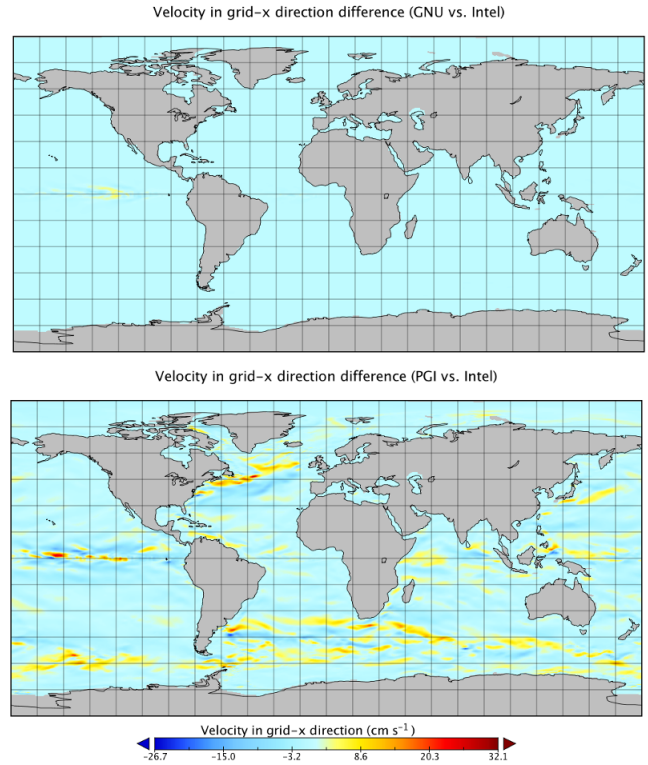 Velocity in grid-x direction difference (GNU vs. Intel)
Velocity in grid-x direction difference (PGI vs. Intel)
Velocity in grid-x direction (cm s⁻¹)
-26.7 -15.0 -3.2 8.6 20.3 32.1